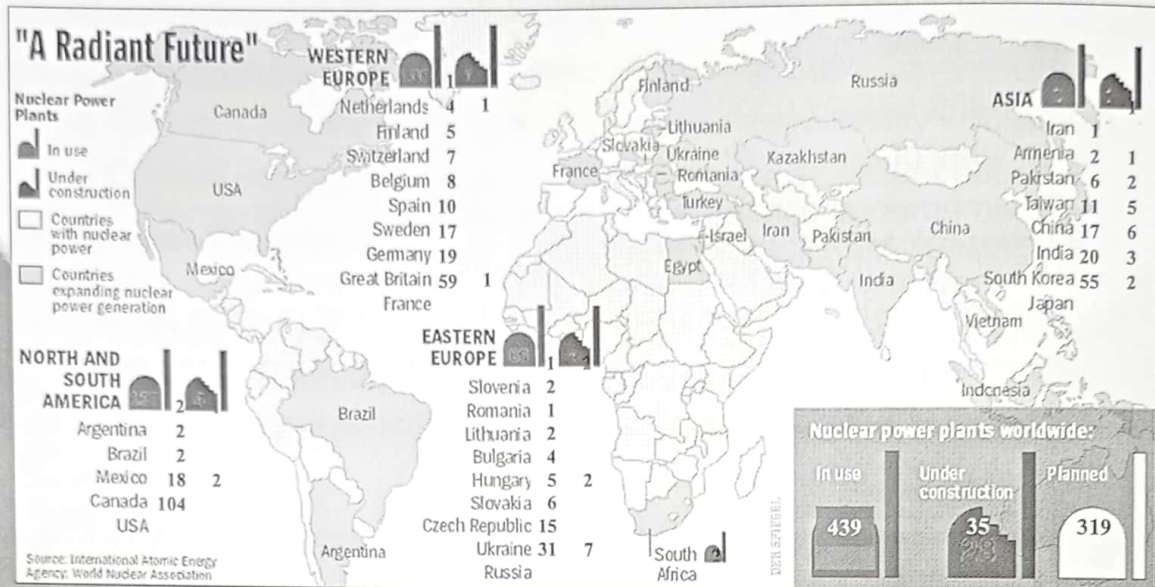 "A Radiant Future"
Nuclear Power
Plants
In use
Under
construction
Countries
with nuclear
power
Countries
expanding nuclear
power generation
WESTERN
EUROPE
1
Netherlands 4 1
Finland 5
Switzerland 7
Belgium 8
Spain 10
Sweden 17
Germany 19
Great Britain 59 1
France
NORTH AND
SOUTH
AMERICA
2
Argentina 2
Brazil 2
Mexico 18 2
Canada 104
USA
Source: International Atomic Energy
Agency; World Nuclear Association
EASTERN
EUROPE
1
Slovenia 2
Romania 1
Lithuania 2
Bulgaria 4
Hungary 5 2
Slovakia 6
Czech Republic 15
Ukraine 31 7
Russia
ASIA
Iran 1
Armenia 2 1
Pakistan 6 2
Taiwan 11 5
China 17 6
India 20 3
South Korea 55 2
Japan
Canada
USA
Mexico
Brazil
Argentina
Finland
Russia
Lithuania
Slovakia
Ukraine
Kazakhstan
France
Romania
Turkey
Israel
Iran
Pakistan
China
Egypt
India
Vietnam
Indonesia
South
Africa
DER SPIEGEL
Nuclear power plants worldwide:
In use
Under
construction
Planned
439
35
319